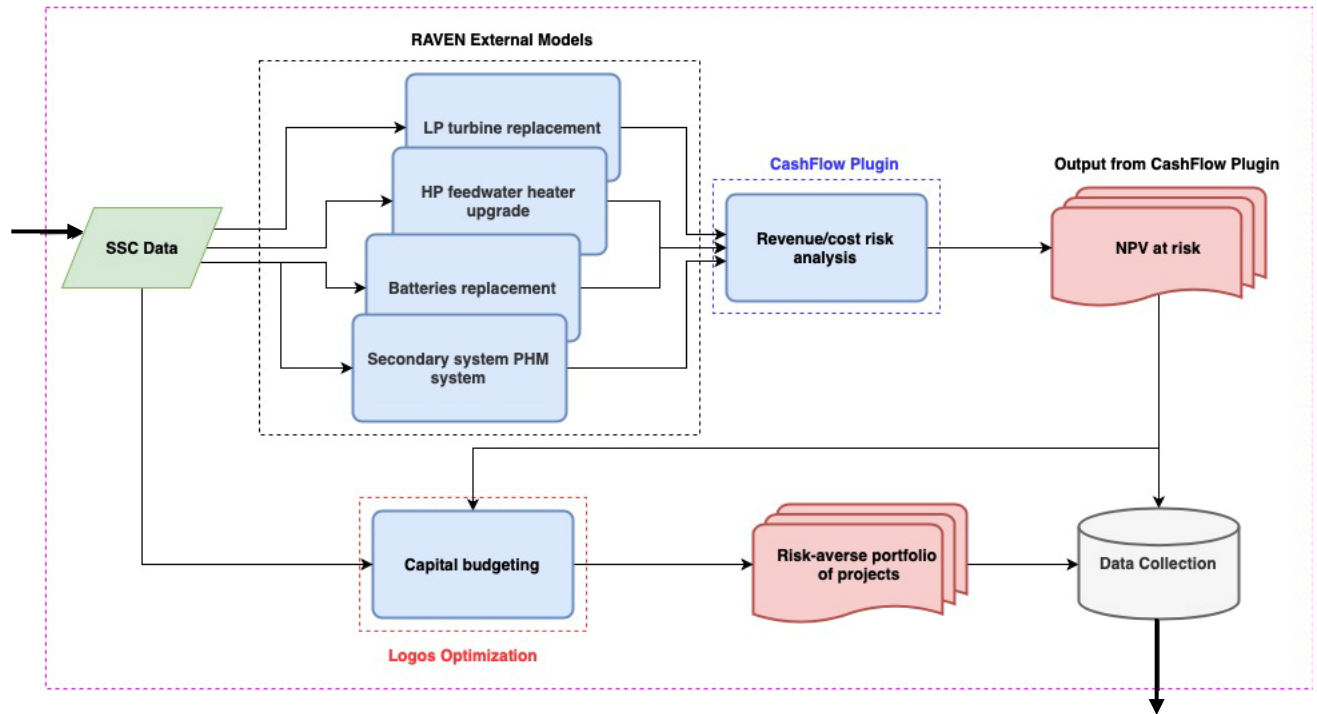 RAVEN External Models
LP turbine replacement
HP feedwater heater
upgrade
Batteries replacement
Secondary system PHM
system
SSC Data
CashFlow Plugin
Revenue/cost risk
analysis
Output from CashFlow Plugin
NPV at risk
Capital budgeting
Logos Optimization
Risk-averse portfolio
of projects
Data Collection